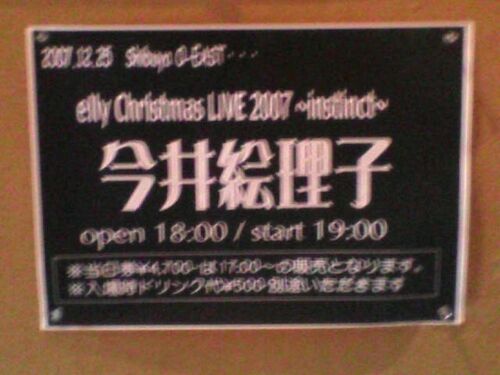 2007.12.25 Shibuya O-EAST・・・
elly Christmas LIVE 2007 ~instinct~
今井絵理子
open 18:00 / start 19:00
※当日券¥4,700-は17:00～の販売となります。
※入場時ドリンク代¥500-別途いただきます